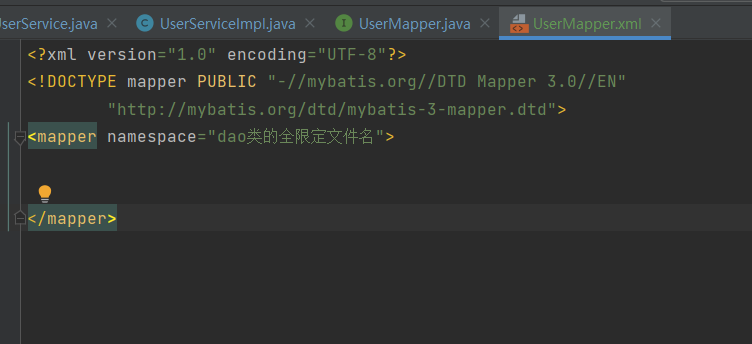 UserService.java UserServiceImpl.java UserMapper.java UserMapper.xml
<?xml version="1.0" encoding="UTF-8"?>
<!DOCTYPE mapper PUBLIC "-//mybatis.org//DTD Mapper 3.0//EN"
"http://mybatis.org/dtd/mybatis-3-mapper.dtd">
<mapper namespace="dao类的全限定文件名">
</mapper>